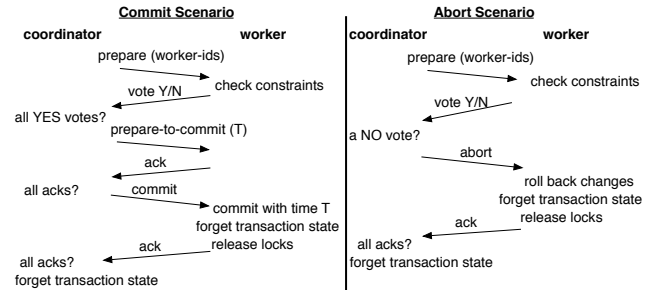 Commit Scenario
coordinator
worker
prepare (worker-ids)
check constraints
vote Y/N
all YES votes?
prepare-to-commit (T)
ack
all acks?
commit
commit with time T
forget transaction state
release locks
ack
all acks?
forget transaction state
Abort Scenario
coordinator
worker
prepare (worker-ids)
check constraints
vote Y/N
a NO vote?
abort
roll back changes
forget transaction state
release locks
ack
all acks?
forget transaction state